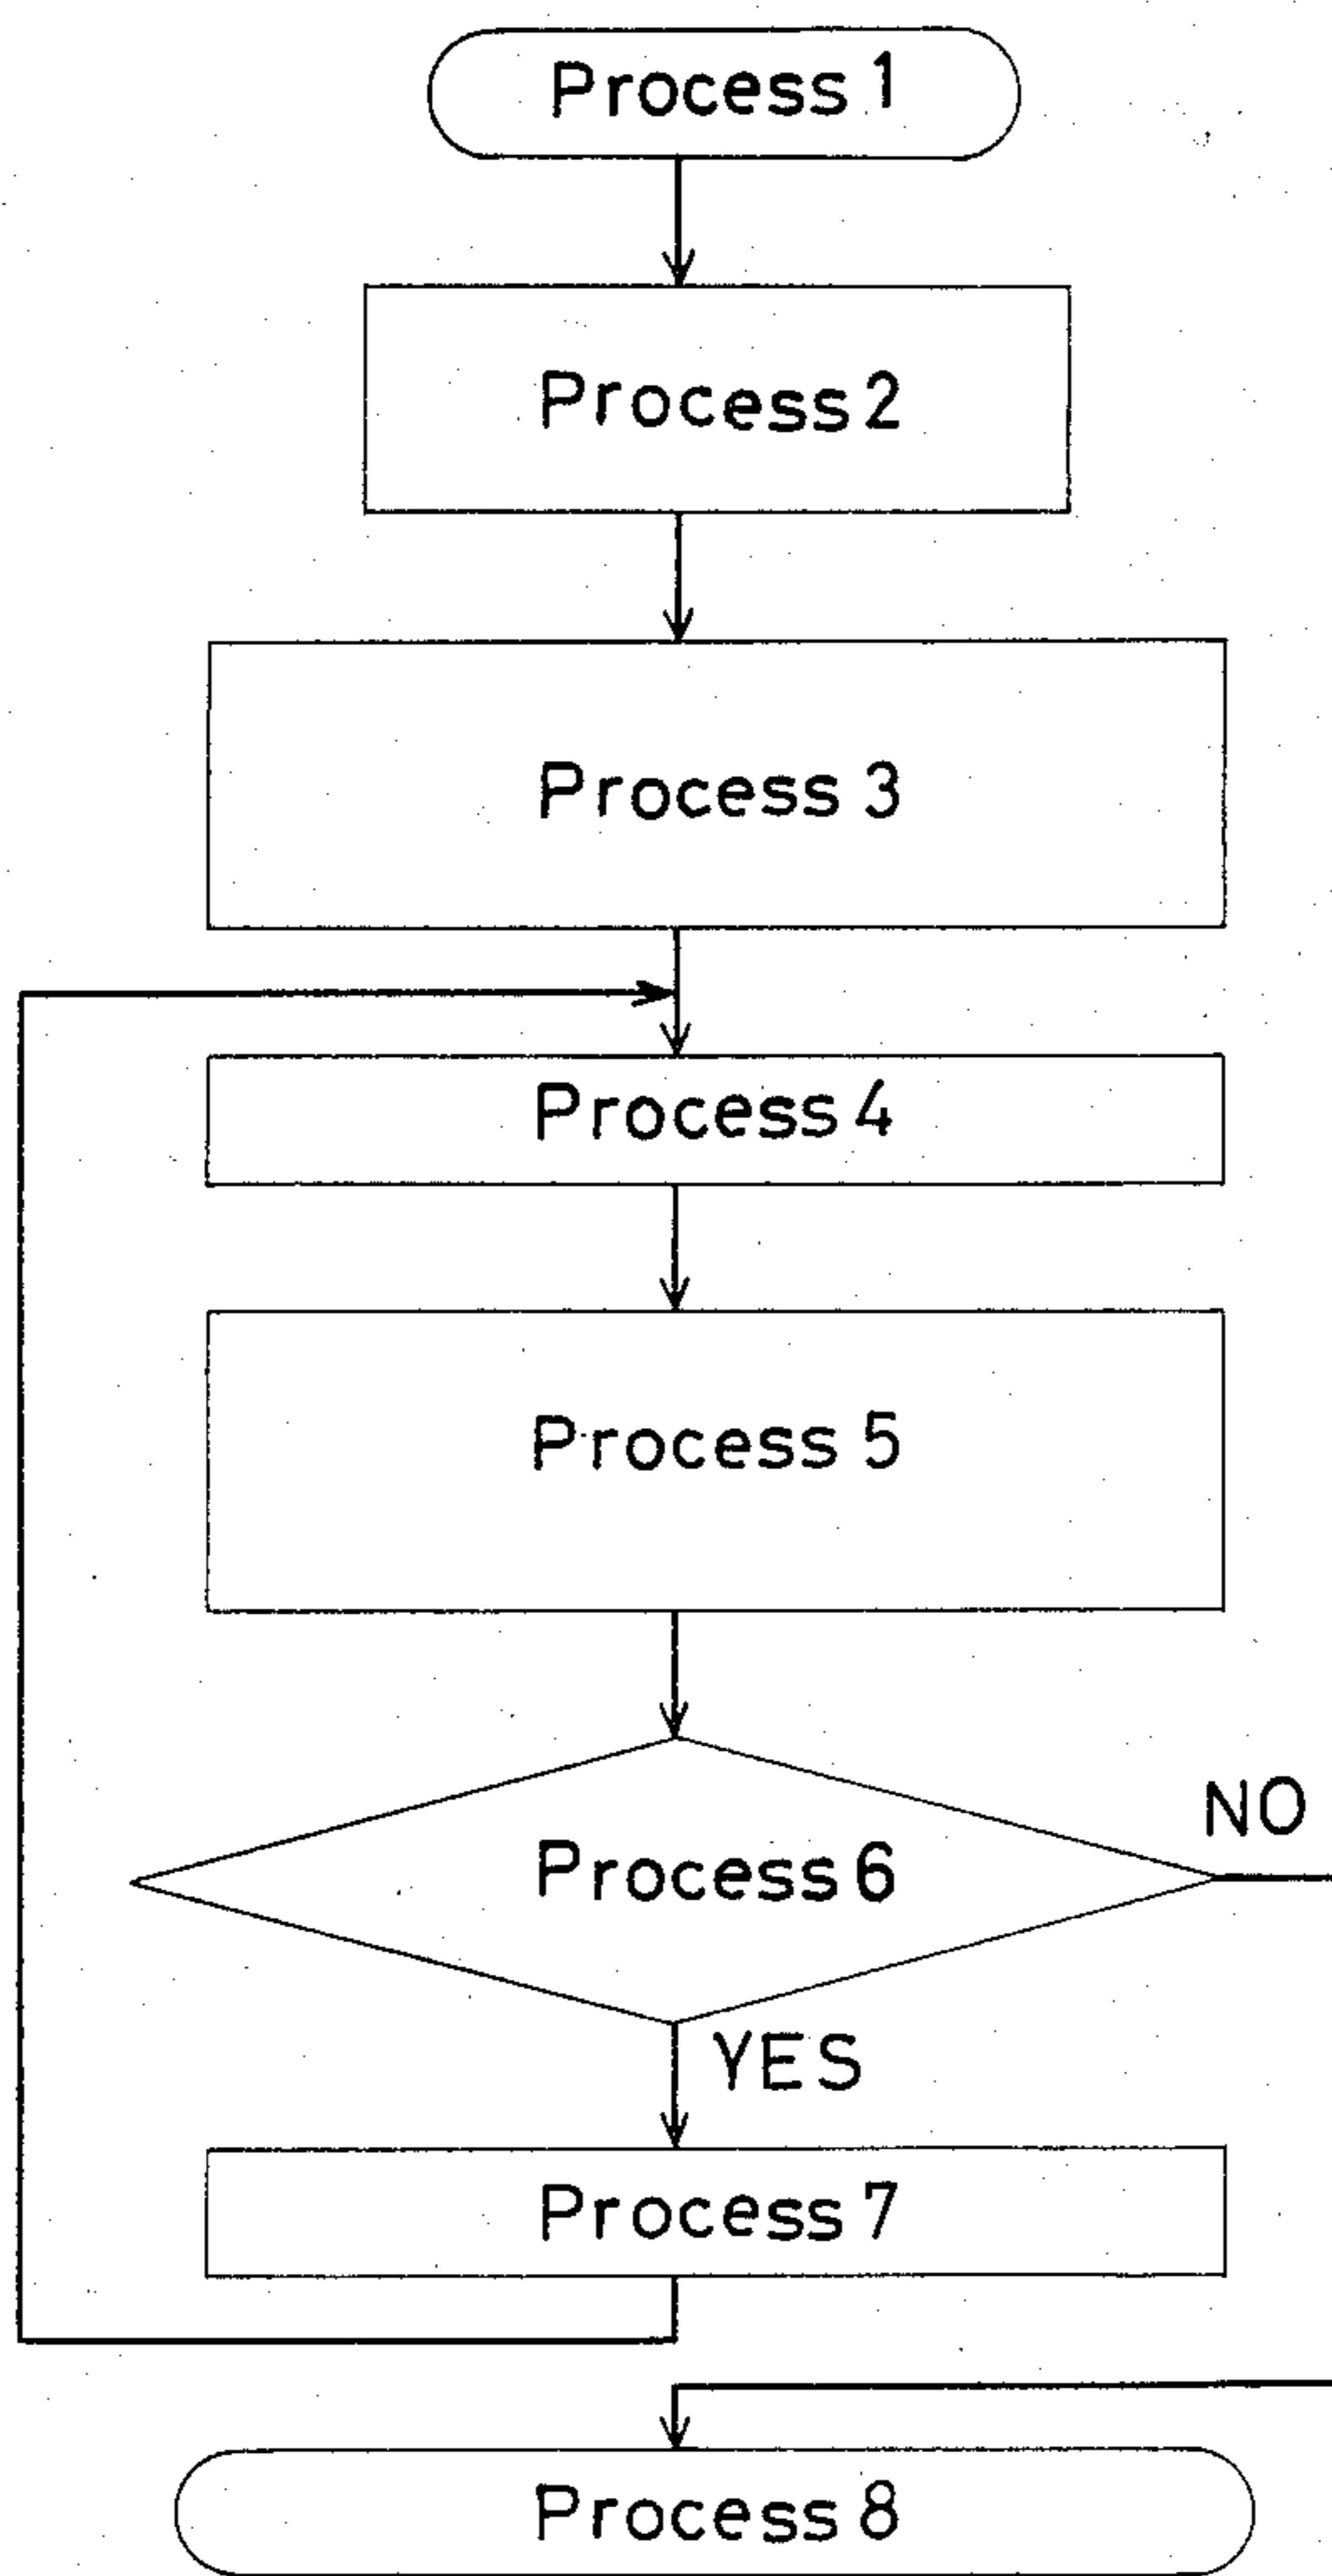 Process 1
Process 2
Process 3
Process 4
Process 5
Process 6
NO
YES
Process 7
Process 8